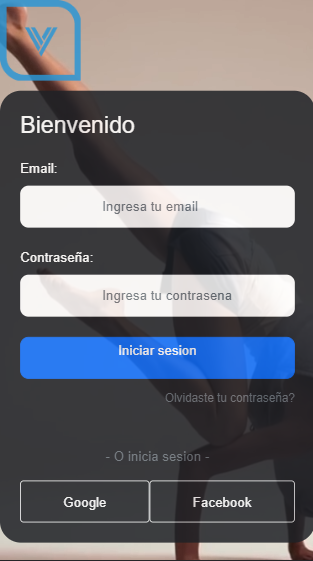 Bienvenido
Email:
Ingresa tu email
Contraseña:
Ingresa tu contrasena
Iniciar sesion
Olvidaste tu contraseña?
- O inicia sesion -
Google
Facebook